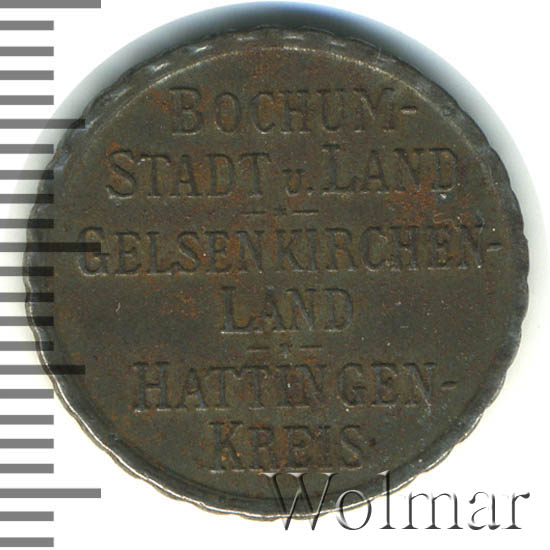 BOCHUM-
STADT u. LAND
GELSENKIRCHEN-
LAND
HATTINGEN-
KREIS.
Wolmar